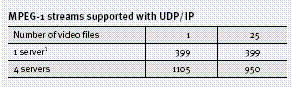 MPEG-1 streams supported with UDP/IP
Number of video files 1 25
1 server¹ 399 399
4 servers 1105 950